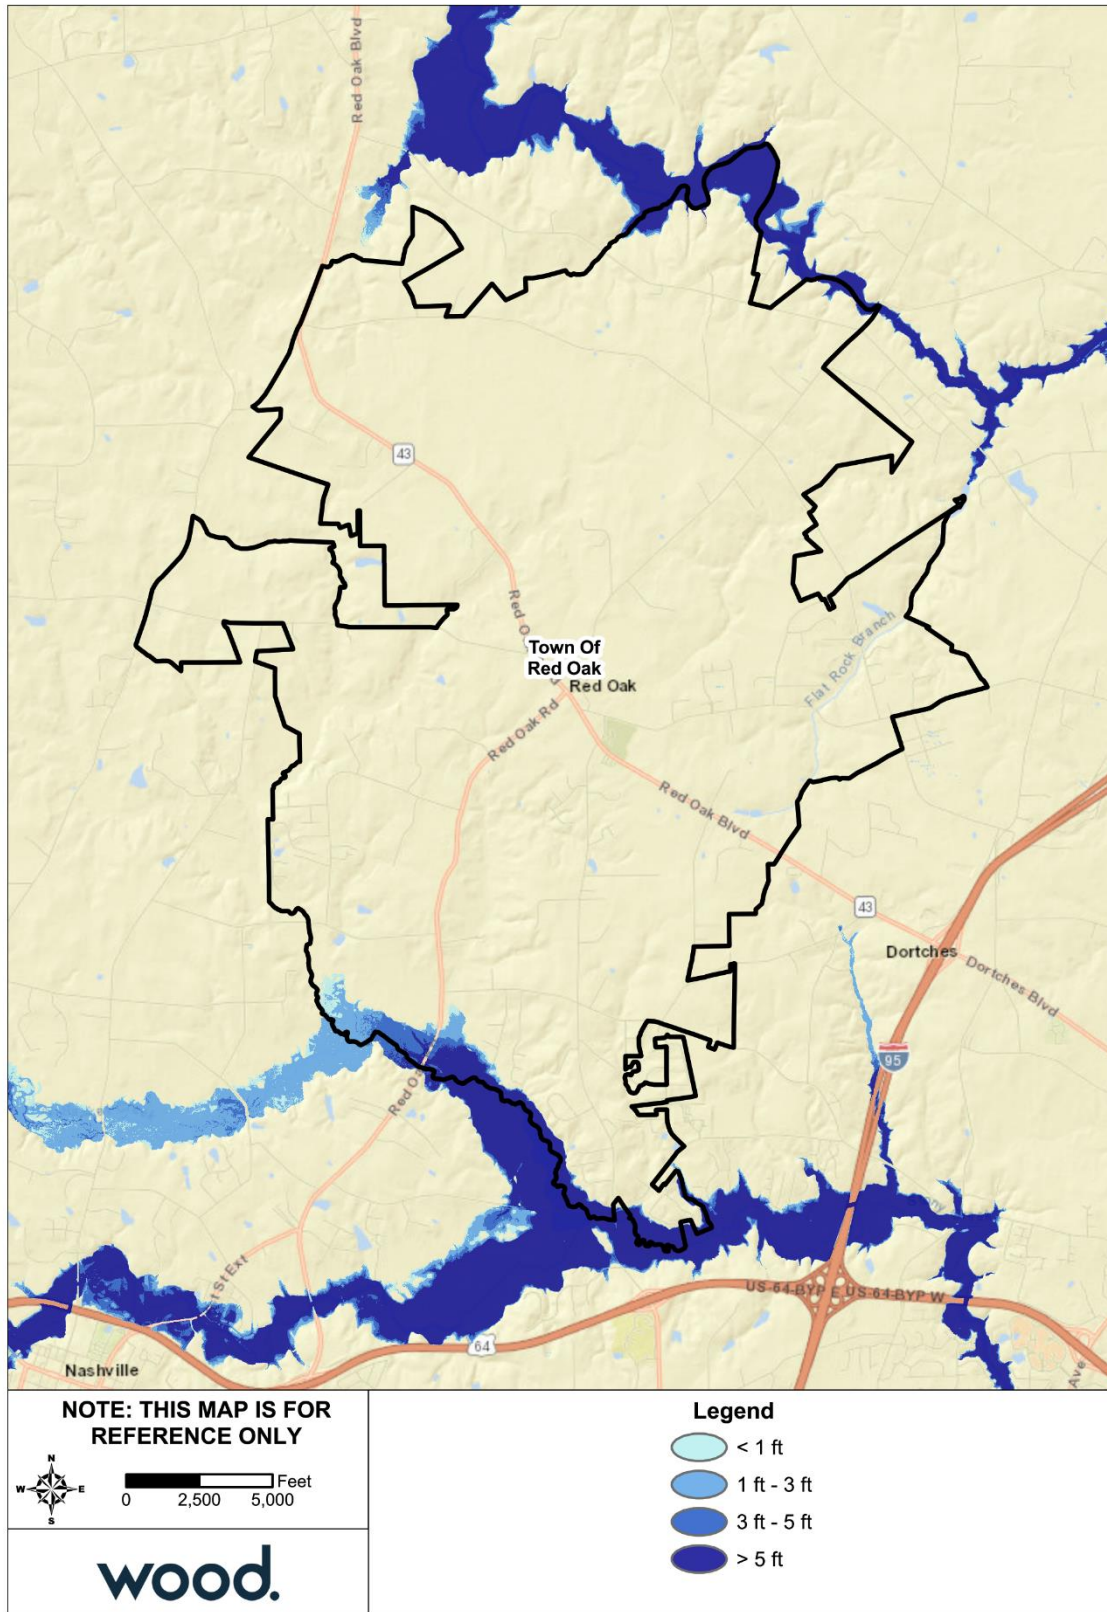 Red Oak Blvd
43
Red O
Town Of
Red Oak
Red Oak
Red Oak Rd
Flat Rock Branch
Red Oak Blvd
43
Dortches
Dortches Blvd
95
Red Oa
t St Ext
US-64-BYP E US-64-BYP W
64
Nashville
Ave
NOTE: THIS MAP IS FOR
REFERENCE ONLY
N
W E
S
Feet
0 2,500 5,000
wood.
Legend
< 1 ft
1 ft - 3 ft
3 ft - 5 ft
> 5 ft